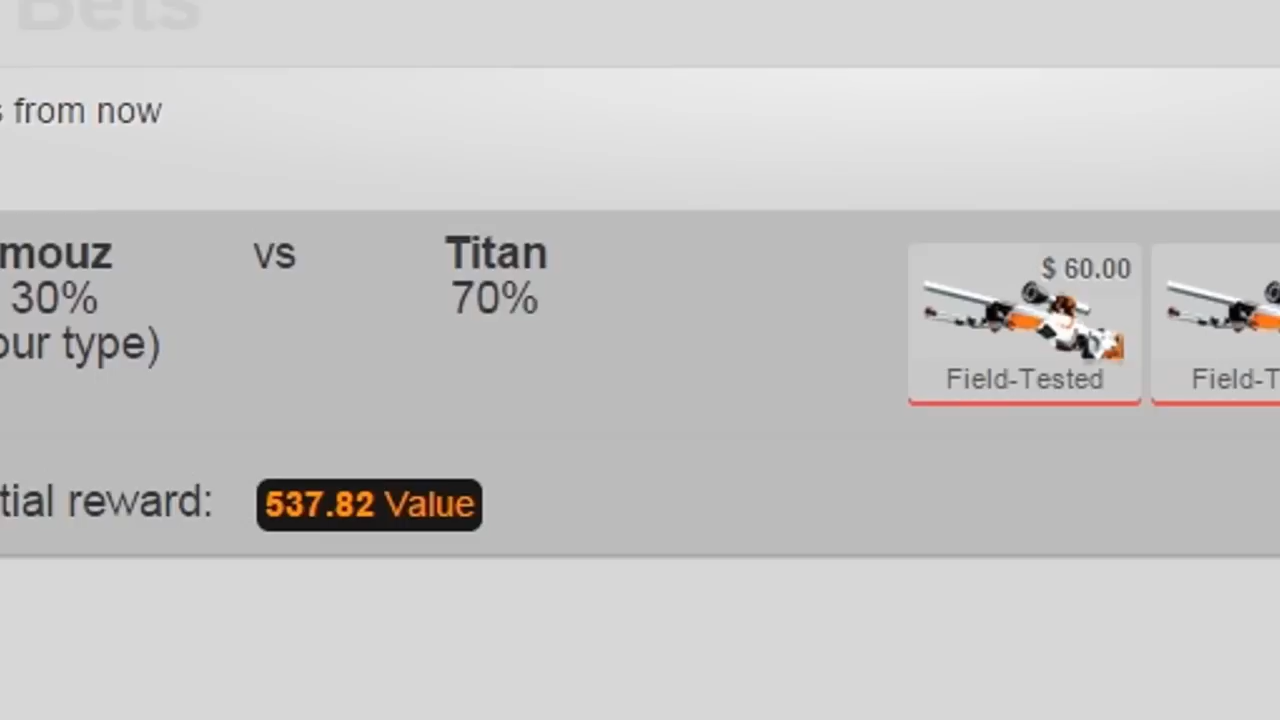 Bets
s from now
mouz
vs
Titan
30%
70%
our type)
$ 60.00
Field-Tested
Field-T
tial reward:
537.82 Value